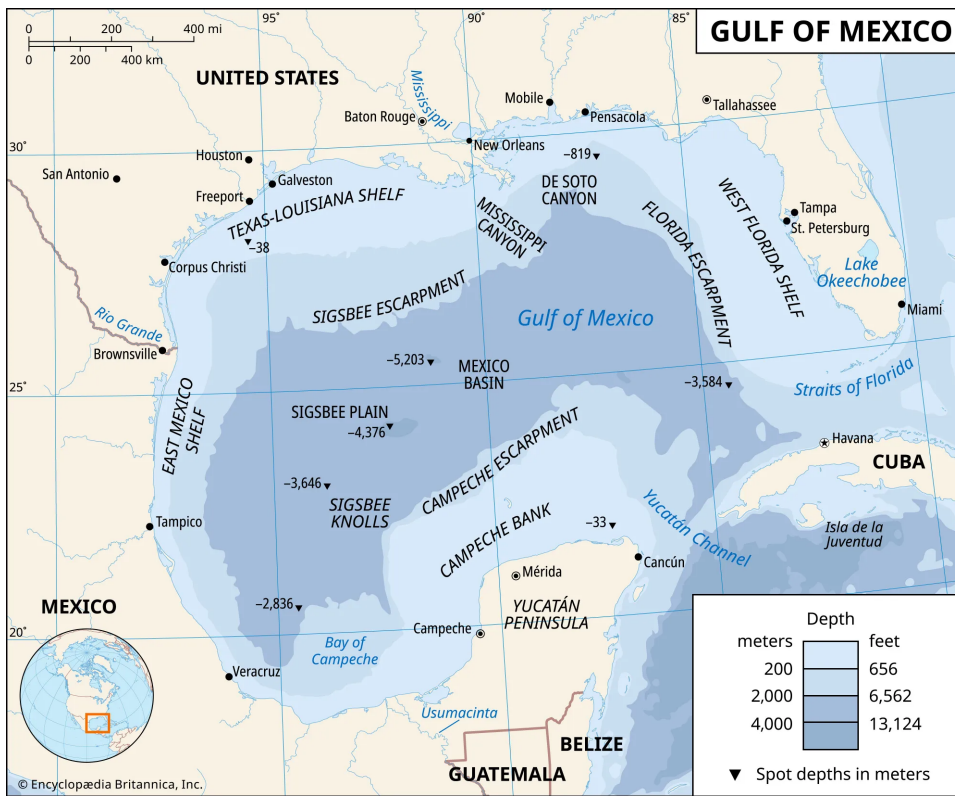 GULF OF MEXICO
95°
90°
85°
0 200 400 mi
0 200 400 km
UNITED STATES
Mississippi
Baton Rouge
Mobile
Pensacola
Tallahassee
New Orleans
30°
Houston
San Antonio
Galveston
Freeport
–819
DE SOTO
CANYON
TEXAS-LOUISIANA SHELF
MISSISSIPPI
CANYON
FLORIDA ESCARPMENT
WEST FLORIDA SHELF
Tampa
St. Petersburg
–38
Corpus Christi
Lake
Okeechobee
SIGSBEE ESCARPMENT
Gulf of Mexico
Miami
Rio Grande
Brownsville
–5,203
MEXICO
BASIN
25°
–3,584
Straits of Florida
EAST MEXICO
SHELF
SIGSBEE PLAIN
–4,376
CAMPECHE ESCARPMENT
Havana
CUBA
–3,646
SIGSBEE
KNOLLS
Tampico
CAMPECHE BANK
–33
Yucatán Channel
Isla de la
Juventud
Cancún
Mérida
MEXICO
–2,836
YUCATÁN
PENINSULA
20°
Campeche
Bay of
Campeche
Veracruz
Usumacinta
BELIZE
GUATEMALA
Depth
meters feet
200 656
2,000 6,562
4,000 13,124
▼ Spot depths in meters
© Encyclopædia Britannica, Inc.